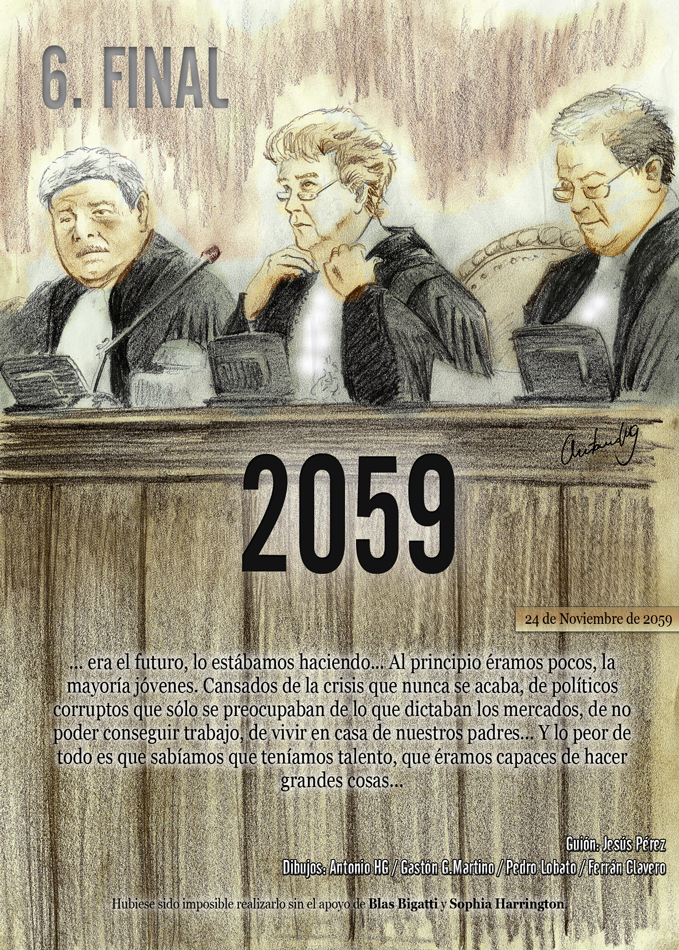 6. FINAL
2059
24 de Noviembre de 2059
... era el futuro, lo estábamos haciendo... Al principio éramos pocos, la
mayoría jóvenes. Cansados de la crisis que nunca se acaba, de políticos
corruptos que sólo se preocupaban de lo que dictaban los mercados, de no
poder conseguir trabajo, de vivir en casa de nuestros padres... Y lo peor de
todo es que sabíamos que teníamos talento, que éramos capaces de hacer
grandes cosas...
Guión: Jesús Pérez
Dibujos: Antonio HG / Gastón G.Martino / Pedro Lobato / Ferrán Clavero
Hubiese sido imposible realizarlo sin el apoyo de Blas Bigatti y Sophia Harrington.